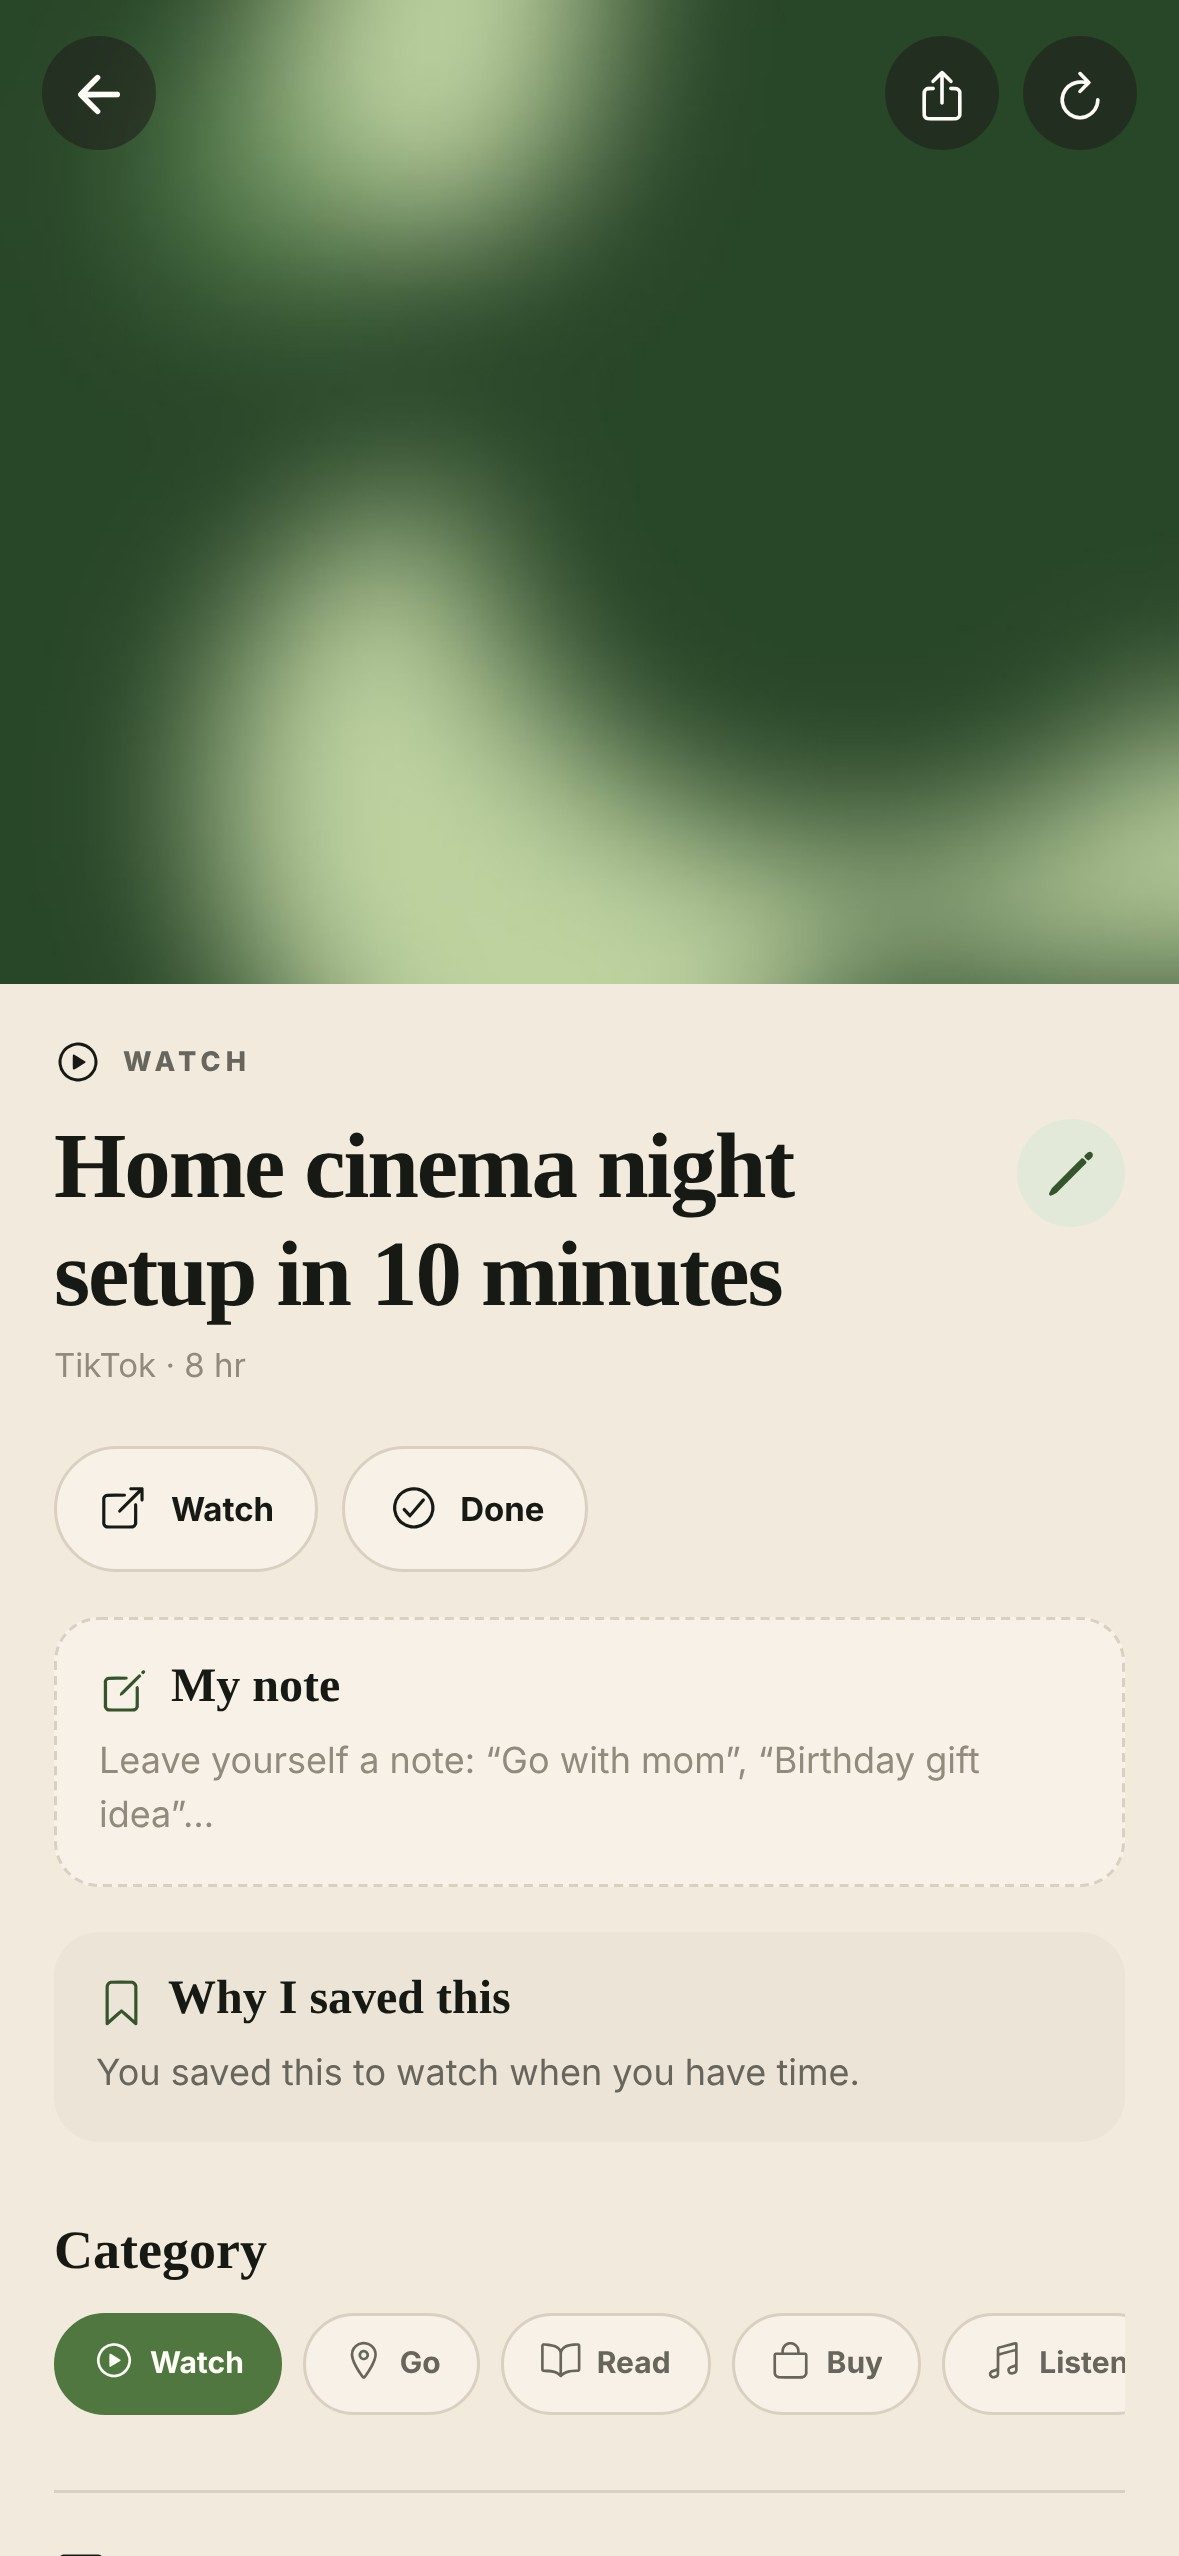 WATCH
Home cinema night
setup in 10 minutes
TikTok · 8 hr
Watch
Done
My note
Leave yourself a note: “Go with mom”, “Birthday gift
idea”...
Why I saved this
You saved this to watch when you have time.
Category
Watch
Go
Read
Buy
Listen